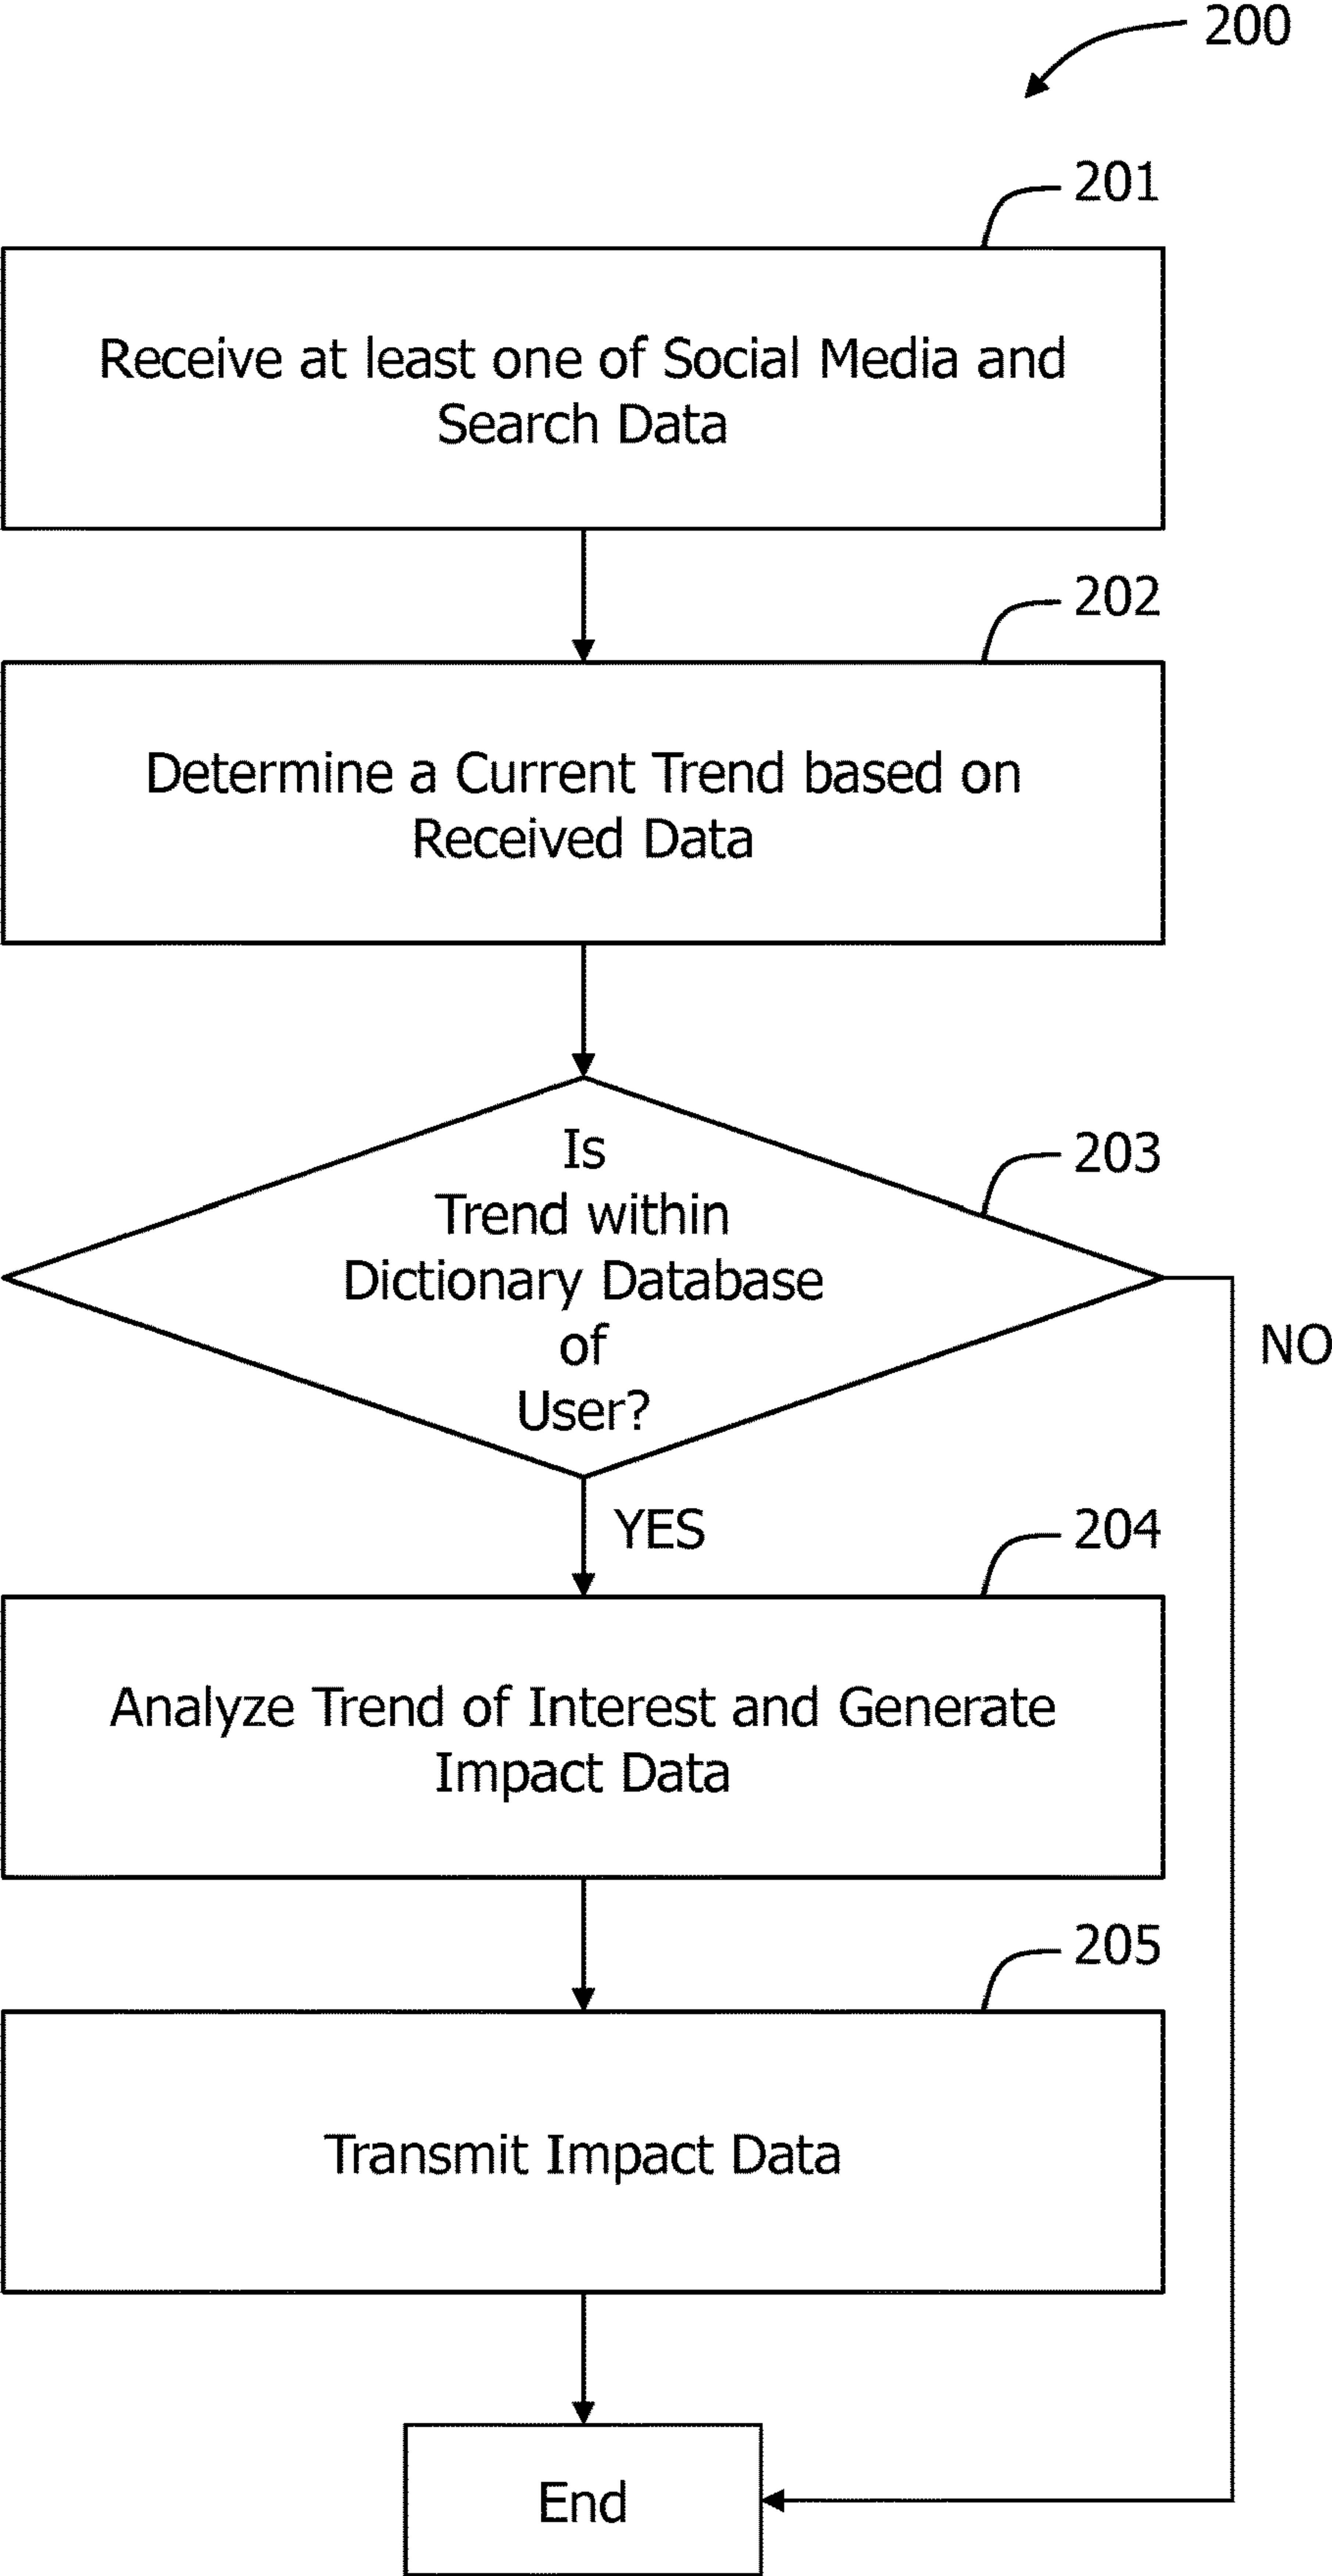 200
201
Receive at least one of Social Media and
Search Data
202
Determine a Current Trend based on
Received Data
203
Is
Trend within
Dictionary Database
of
User?
NO
YES
204
Analyze Trend of Interest and Generate
Impact Data
205
Transmit Impact Data
End